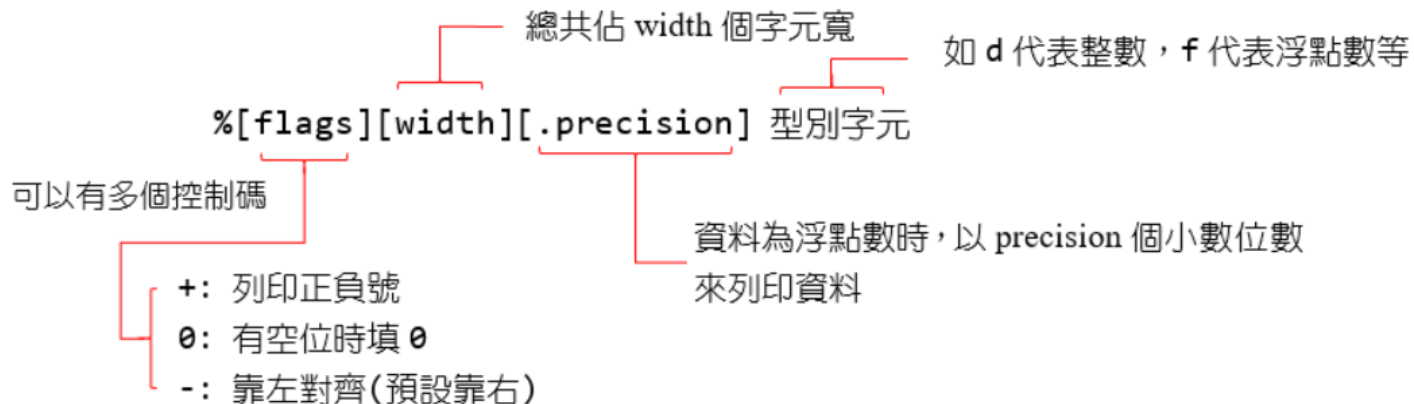 總共佔 width 個字元寬
如 d 代表整數，f 代表浮點數等
%[flags][width][.precision] 型別字元
可以有多個控制碼
資料為浮點數時，以 precision 個小數位數
來列印資料
+: 列印正負號
0: 有空位時填 0
-: 靠左對齊(預設靠右)